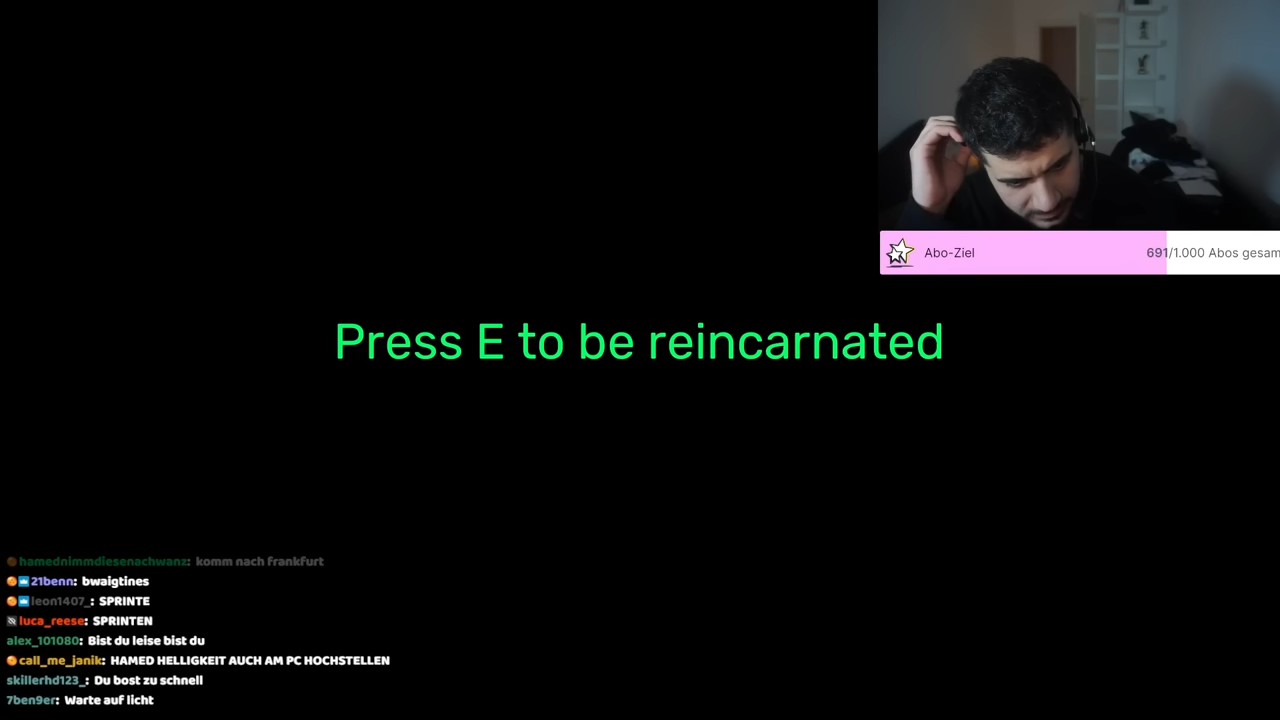 Abo-Ziel 691/1.000 Abos gesam
Press E to be reincarnated
hamednimmdiesenachwanz: komm nach frankfurt
21benn: bwaigtines
leon1407_: SPRINTE
luca_reese: SPRINTEN
alex_101080: Bist du leise bist du
call_me_janik: HAMED HELLIGKEIT AUCH AM PC HOCHSTELLEN
skillerhd123_: Du bost zu schnell
7ben9er: Warte auf licht